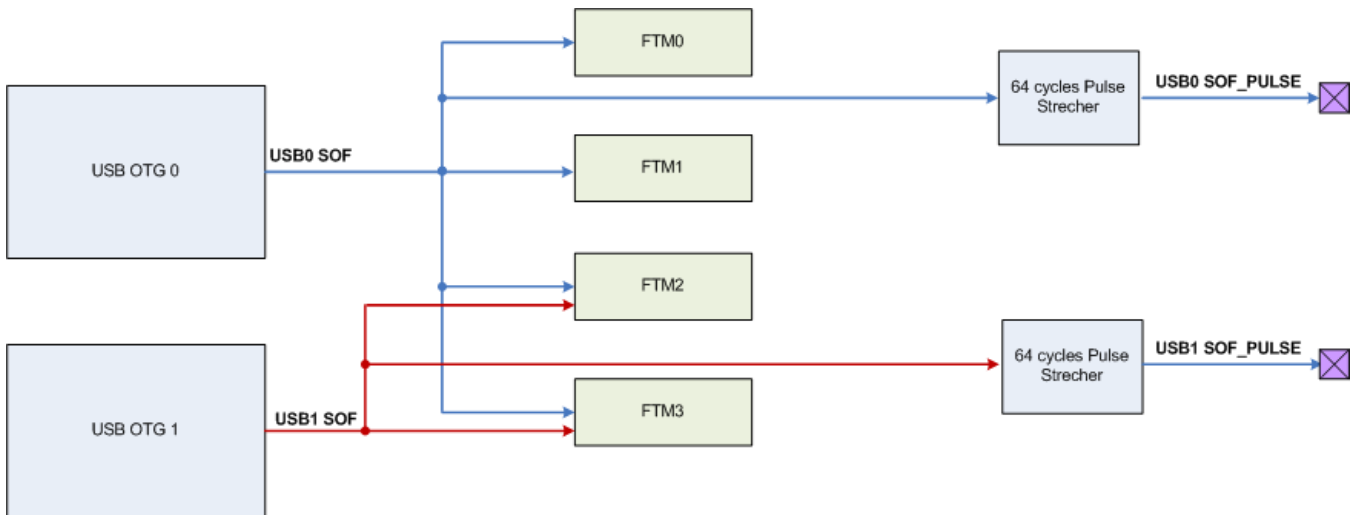 FTM0
64 cycles Pulse
Strecher
USB0 SOF_PULSE
USB OTG 0
USB0 SOF
FTM1
FTM2
64 cycles Pulse
Strecher
USB1 SOF_PULSE
USB OTG 1
USB1 SOF
FTM3